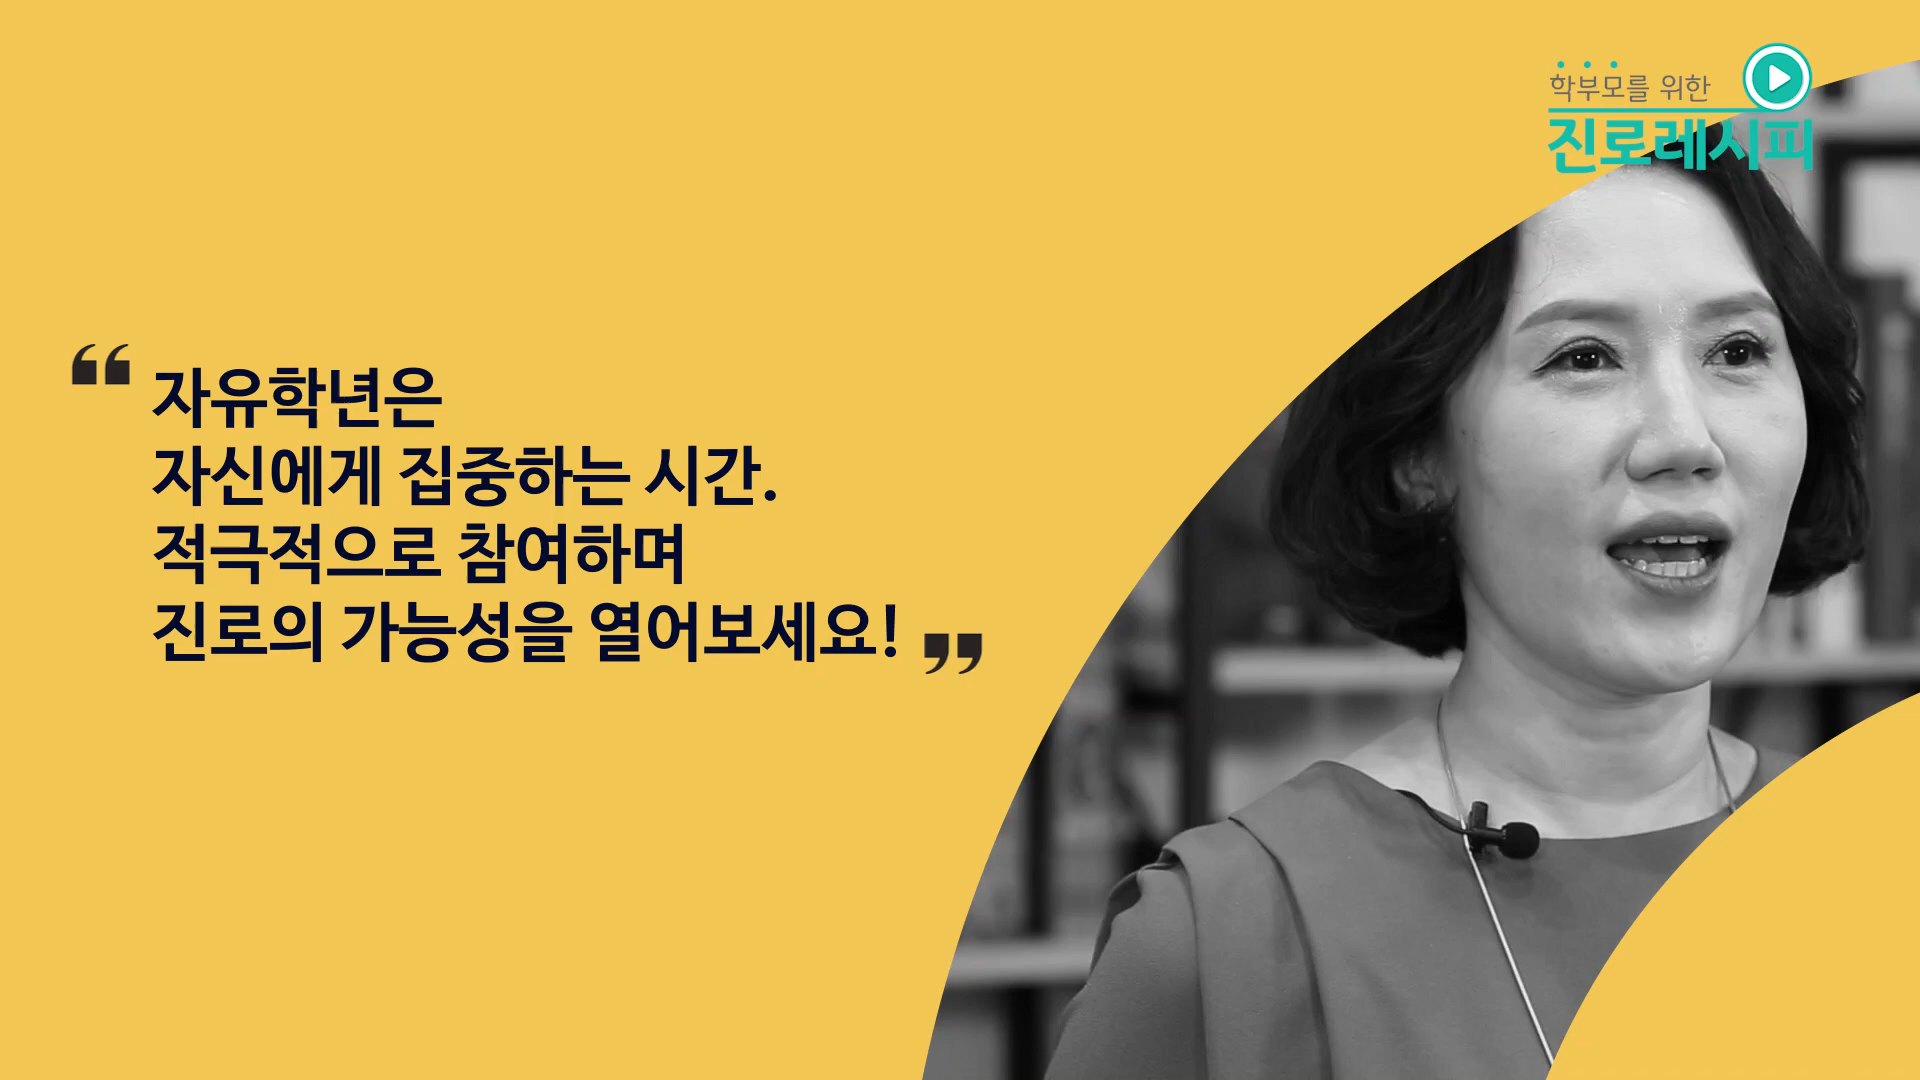 학부모를 위한
진로레시피
“자유학년은
자신에게 집중하는 시간.
적극적으로 참여하며
진로의 가능성을 열어보세요!”